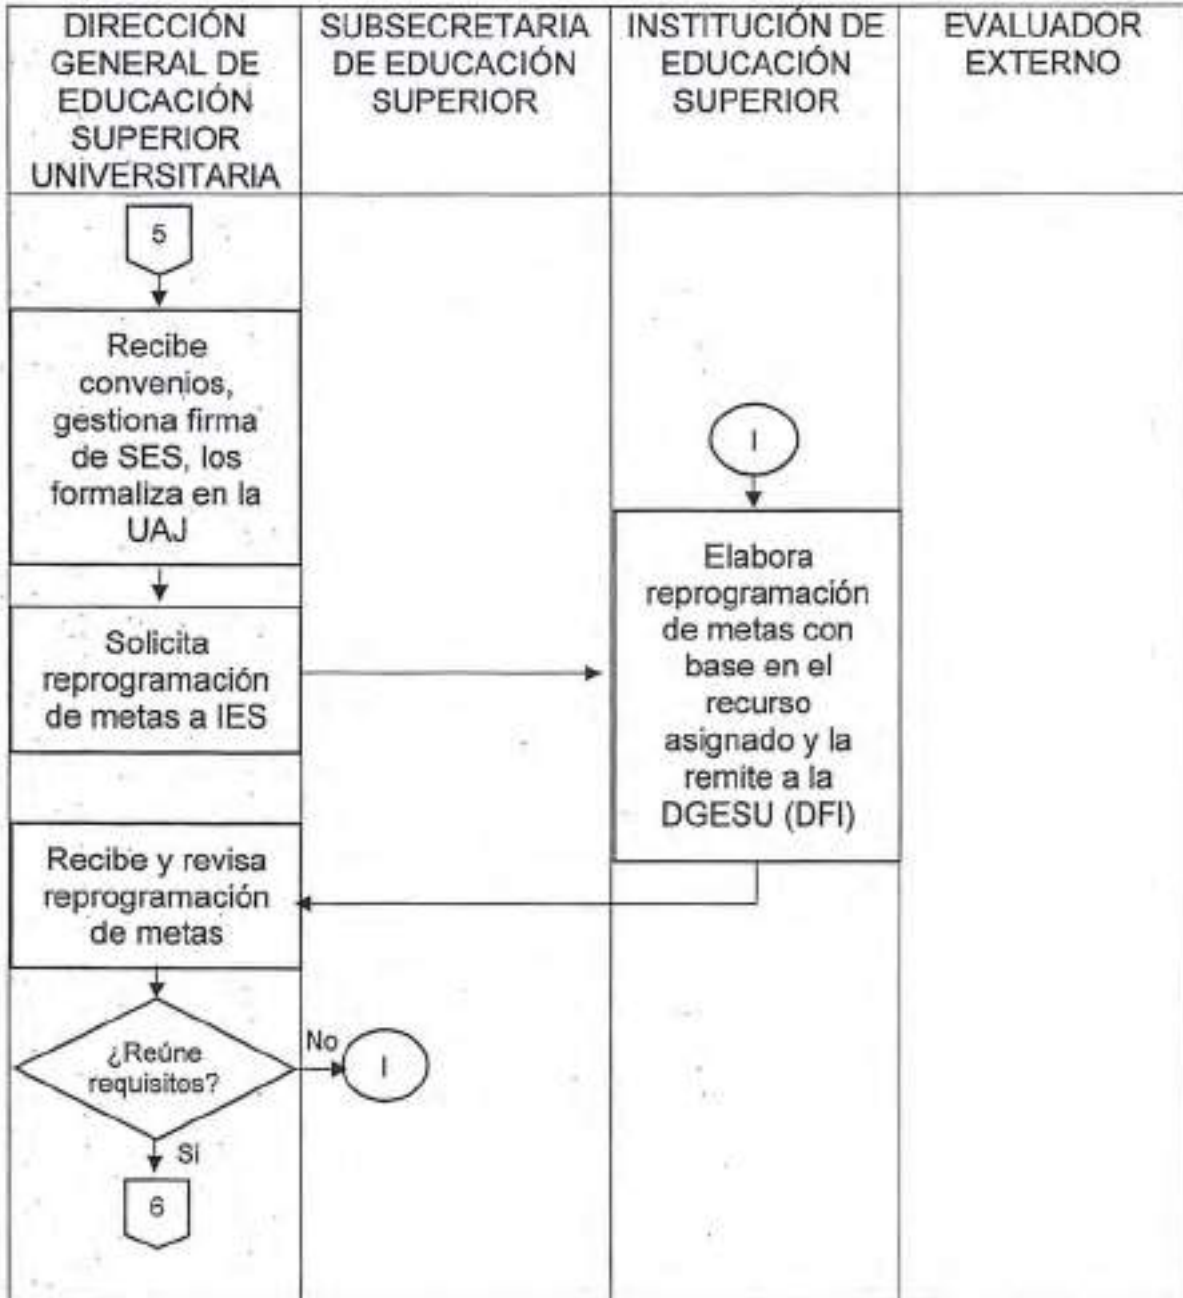 DIRECCIÓN
GENERAL DE
EDUCACIÓN
SUPERIOR
UNIVERSITARIA
SUBSECRETARIA
DE EDUCACIÓN
SUPERIOR
INSTITUCIÓN DE
EDUCACIÓN
SUPERIOR
EVALUADOR
EXTERNO
5
Recibe
convenios,
gestiona firma
de SES, los
formaliza en la
UAJ
I
Solicita
reprogramación
de metas a IES
Elabora
reprogramación
de metas con
base en el
recurso
asignado y la
remite a la
DGESU (DFI)
Recibe y revisa
reprogramación
de metas
¿Reúne
requisitos?
No
I
Sí
6